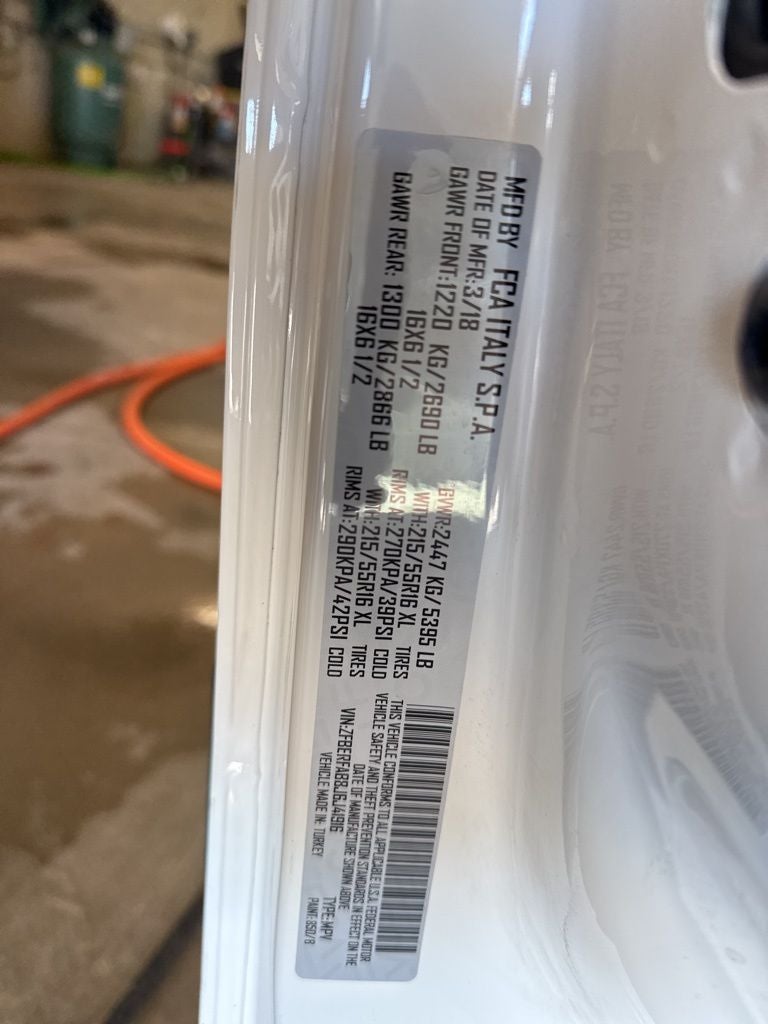 MFD BY FCA ITALY S.P.A.
DATE OF MFR:3/18
GAWR FRONT:1220 KG/2690 LB
16X6 1/2
GAWR REAR: 1300 KG/2866 LB
16X6 1/2
GVWR:2447 KG/5395 LB
WITH:215/55R16 XL TIRES
RIMS AT:270KPA/39PSI COLD
WITH:215/55R16 XL TIRES
RIMS AT:290KPA/42PSI COLD
THIS VEHICLE CONFORMS TO ALL APPLICABLE U.S.A. FEDERAL MOTOR
VEHICLE SAFETY AND THEFT PREVENTION STANDARDS IN EFFECT ON THE
DATE OF MANUFACTURE SHOWN ABOVE
VIN:ZFBERFAB8J6J41916
VEHICLE MADE IN: TURKEY
TYPE:MPV
PAINT: